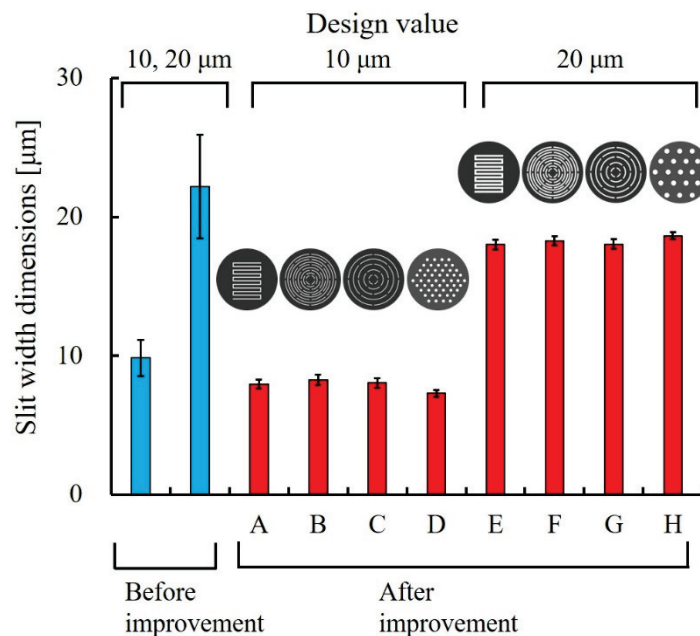 Design value
10, 20 μm
10 μm
20 μm
Slit width dimensions [μm]
30
20
10
0
A
B
C
D
E
F
G
H
Before
improvement
After
improvement